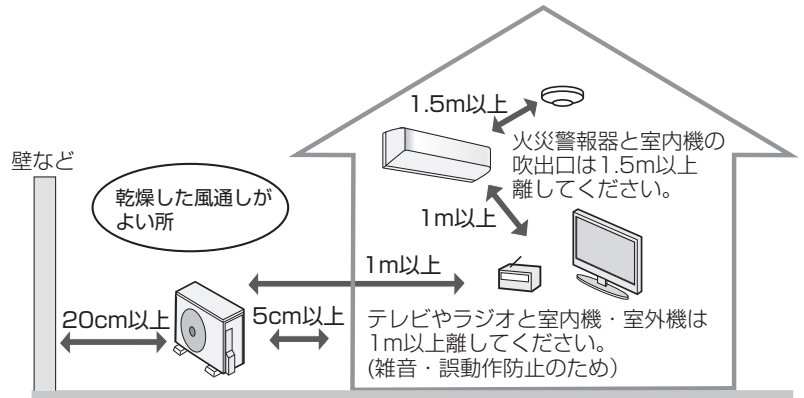 1.5m以上
火災警報器と室内機の
吹出口は1.5m以上
離してください。
壁など
乾燥した風通しが
よい所
1m以上
1m以上
20cm以上
5cm以上
テレビやラジオと室内機・室外機は
1m以上離してください。
(雑音・誤動作防止のため)